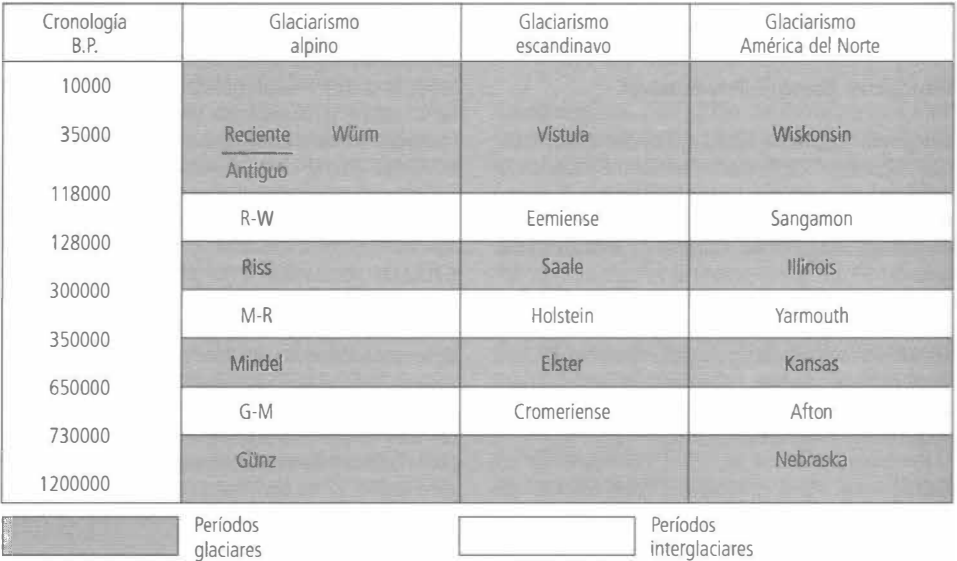 Cronología Glaciarismo Glaciarismo Glaciarismo
B.P. alpino escandinavo América del Norte
10000
35000 Reciente Würm Vístula Wiskonsin
Antiguo
118000
R-W Eemiense Sangamon
128000
Riss Saale Illinois
300000
M-R Holstein Yarmouth
350000
Mindel Elster Kansas
650000
G-M Cromeriense Afton
730000
Günz Nebraska
1200000
Períodos Períodos
glaciares interglaciares